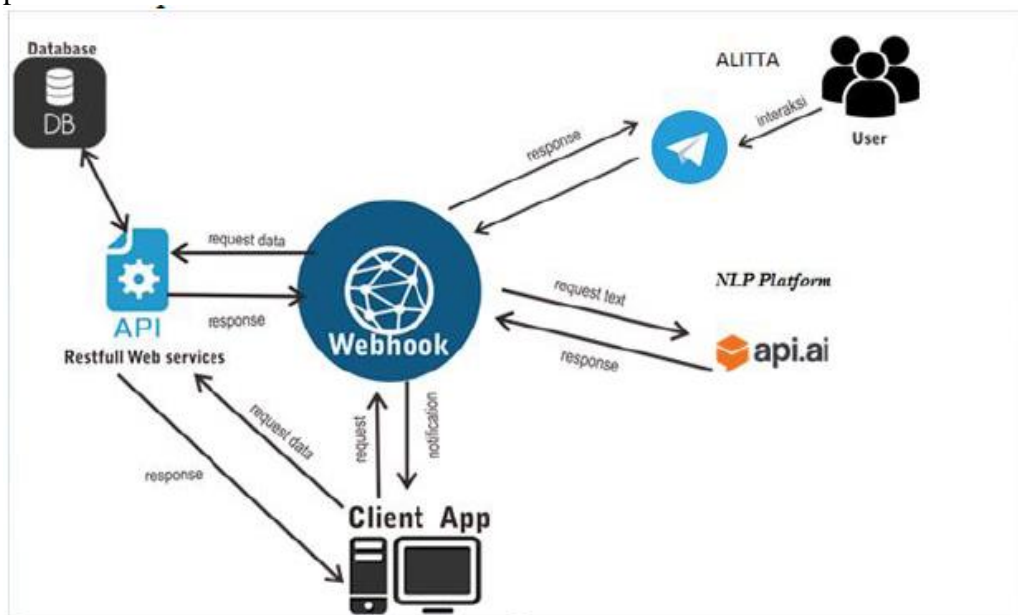 Database
DB
ALITTA
interaksi
User
response
request data
response
API
Restfull Web services
Webhook
NLP Platform
request text
response
api.ai
request data
response
request
notification
Client App